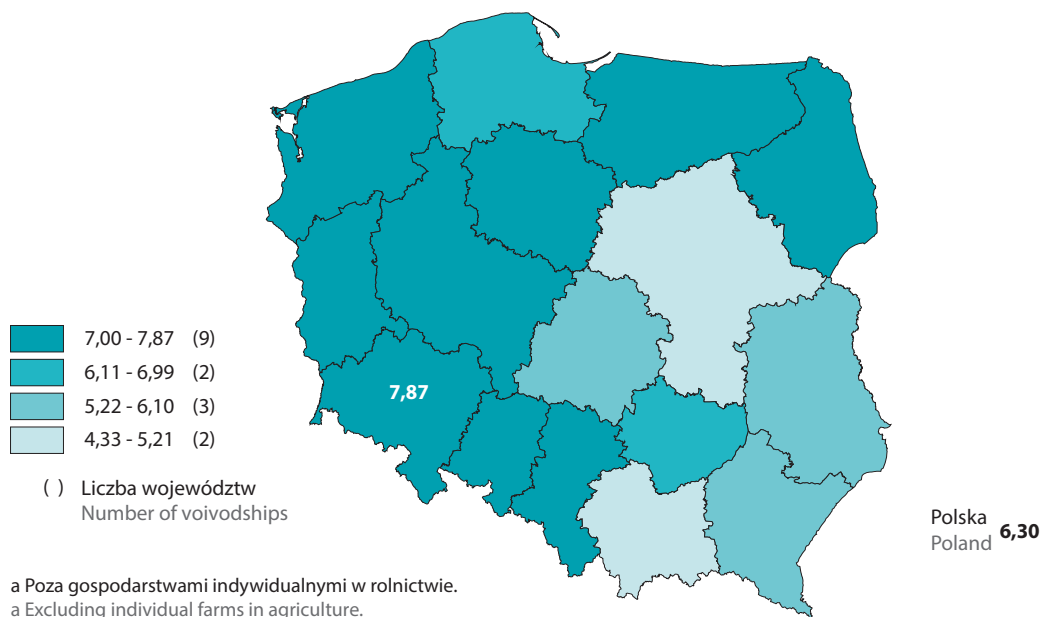 7,87
7,00 - 7,87 (9)
6,11 - 6,99 (2)
5,22 - 6,10 (3)
4,33 - 5,21 (2)
( ) Liczba województw
Number of voivodships
Polska
Poland 6,30
a Poza gospodarstwami indywidualnymi w rolnictwie.
a Excluding individual farms in agriculture.